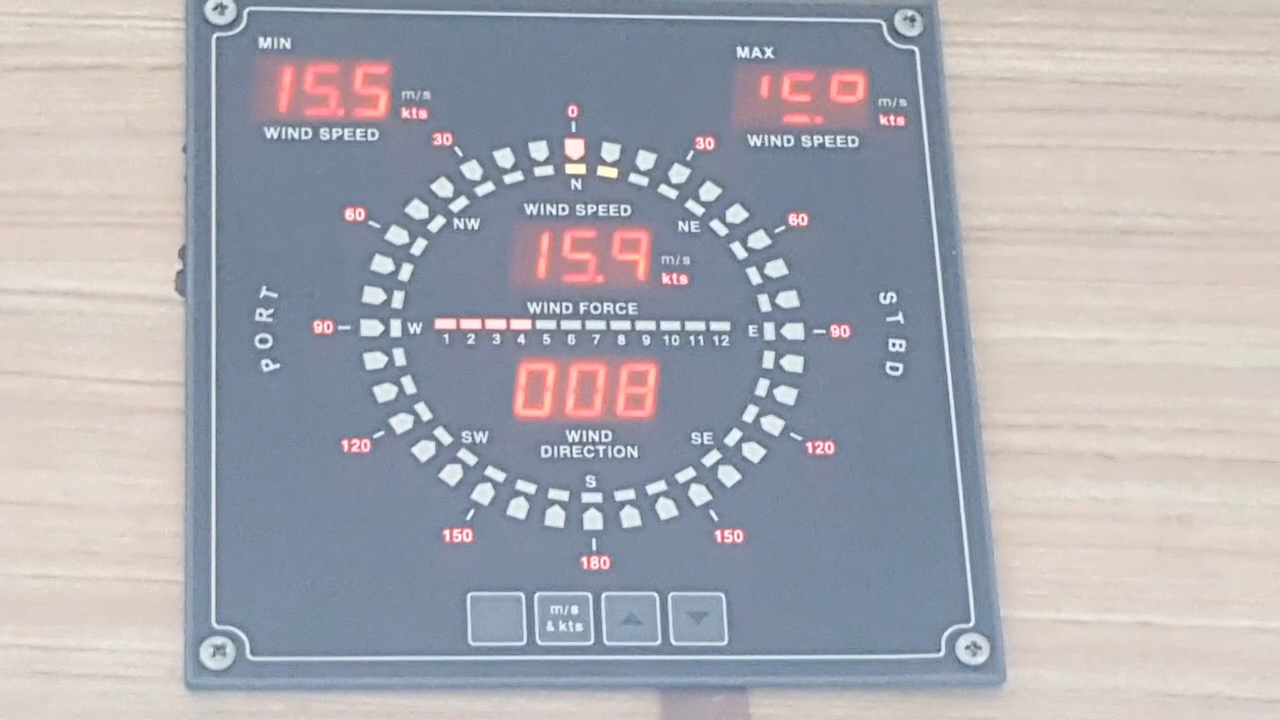 MIN
MAX
15.5
m/s
kts
m/s
kts
WIND SPEED
WIND SPEED
0
30
30
N
60
60
WIND SPEED
NW
NE
15.9
m/s
kts
PORT
STBD
WIND FORCE
90
W
E
90
1 2 3 4 5 6 7 8 9 10 11 12
008
WIND
DIRECTION
SW
SE
120
120
S
150
150
180
m/s
& kts